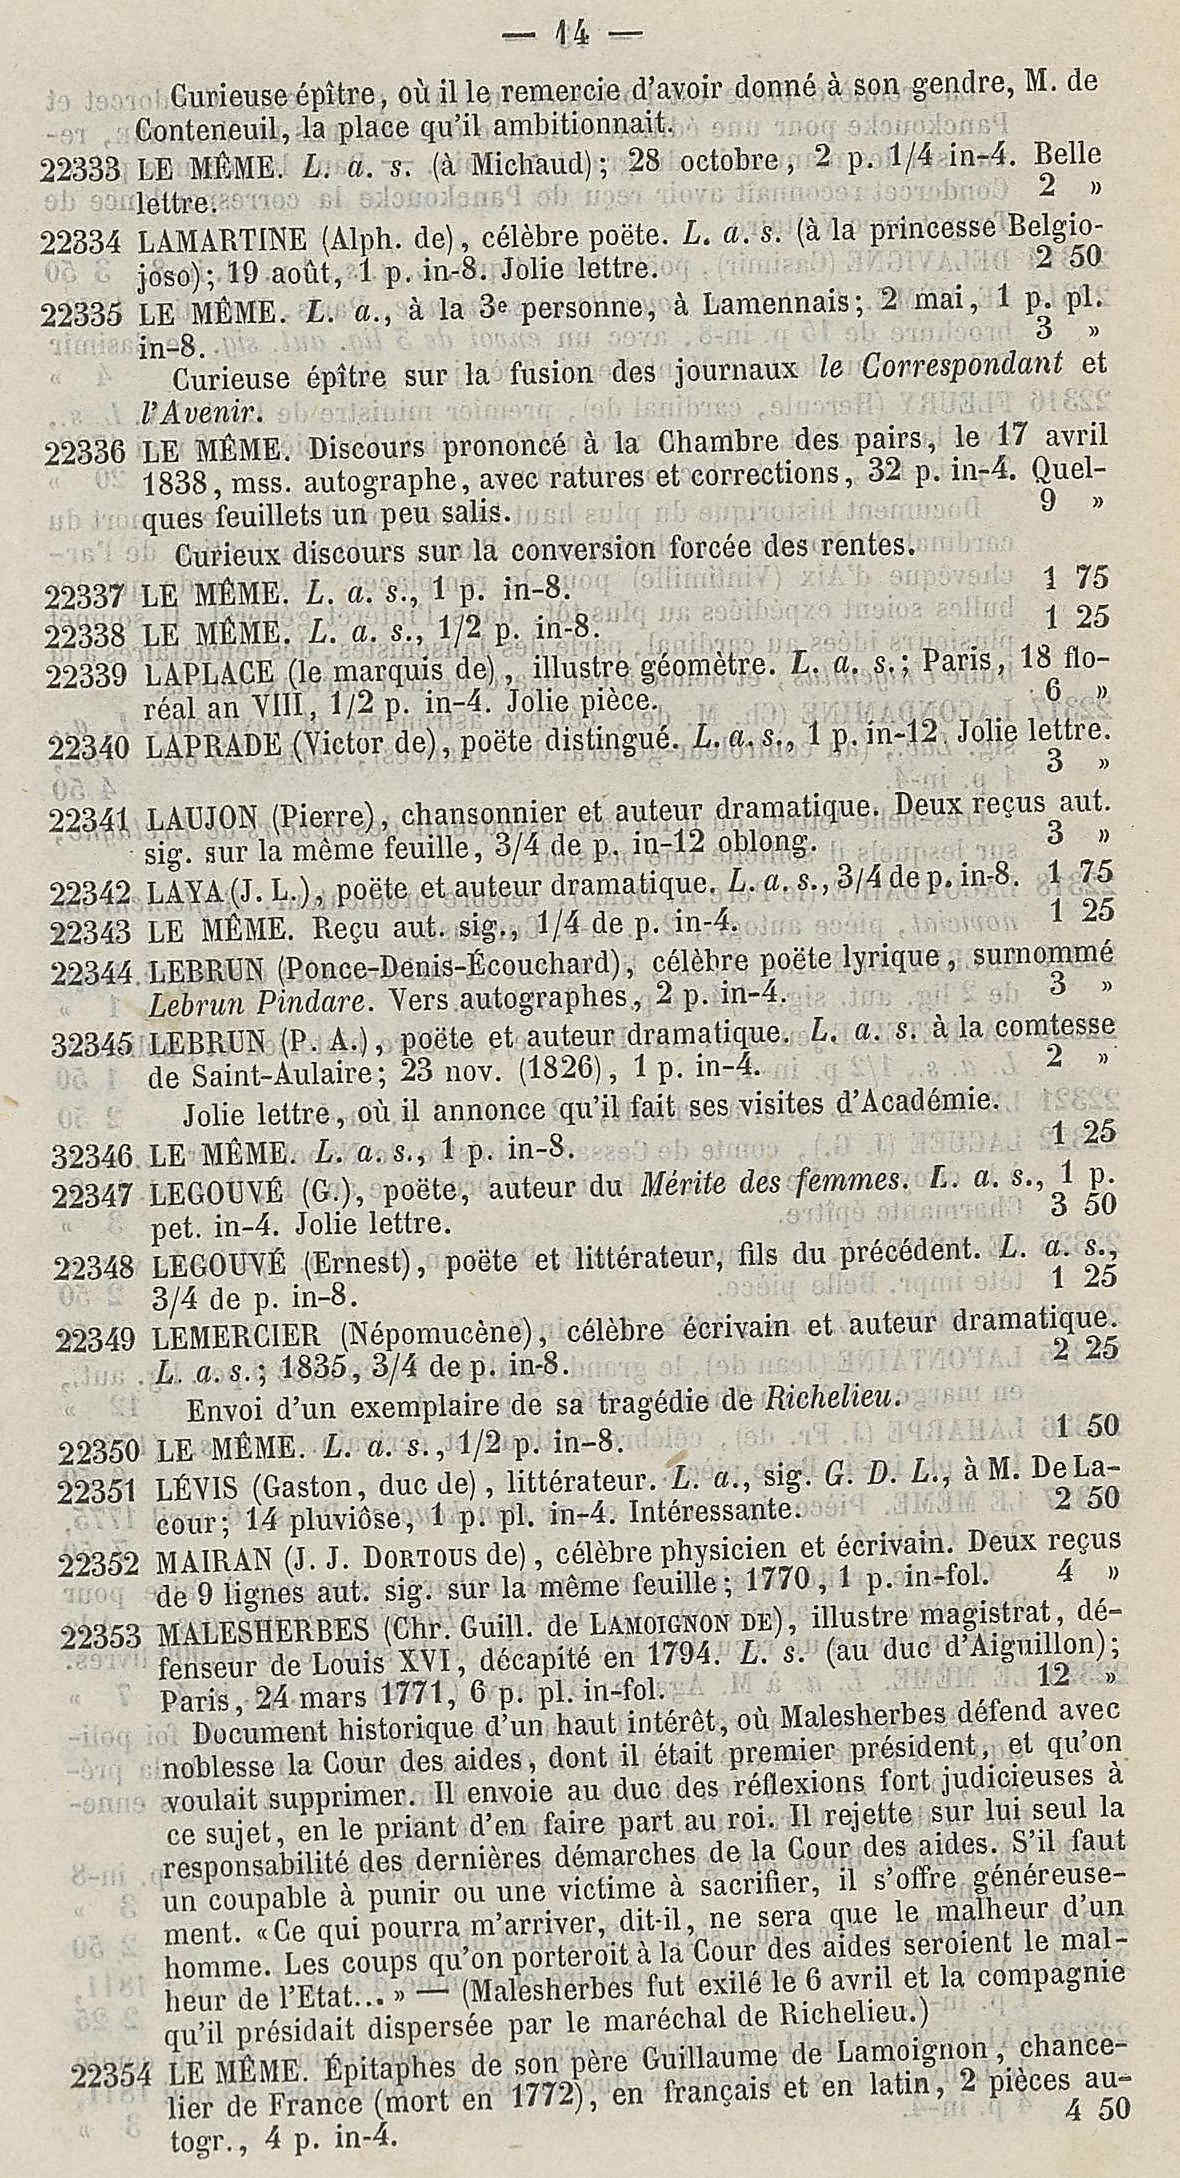 — 14 —
Curieuse épître, où il le remercie d'avoir donné à son gendre, M. de
Conteneuil, la place qu'il ambitionnait.
22333 LE MÊME. L. a. s. (à Michaud); 28 octobre, 2 p. 1/4 in-4. Belle
lettre. 2 »
22334 LAMARTINE (Alph. de), célèbre poëte. L. a. s. (à la princesse Belgio-
joso); 19 août, 1 p. in-8. Jolie lettre. 2 50
22335 LE MÊME. L. a., à la 3e personne, à Lamennais; 2 mai, 1 p. pl.
in-8. 3 »
Curieuse épître sur la fusion des journaux le Correspondant et
l'Avenir.
22336 LE MÊME. Discours prononcé à la Chambre des pairs, le 17 avril
1838, mss. autographe, avec ratures et corrections, 32 p. in-4. Quel-
ques feuillets un peu salis. 9 »
Curieux discours sur la conversion forcée des rentes.
22337 LE MÊME. L. a. s., 1 p. in-8. 1 75
22338 LE MÊME. L. a. s., 1/2 p. in-8. 1 25
22339 LAPLACE (le marquis de), illustre géomètre. L. a. s.; Paris, 18 flo-
réal an VIII, 1/2 p. in-4. Jolie pièce. 6 »
22340 LAPRADE (Victor de), poëte distingué. L. a. s., 1 p. in-12 Jolie lettre.
3 »
22341 LAUJON (Pierre), chansonnier et auteur dramatique. Deux reçus aut.
sig. sur la même feuille, 3/4 de p. in-12 oblong. 3 »
22342 LAYA (J. L.), poëte et auteur dramatique. L. a. s., 3/4 de p. in-8. 1 75
22343 LE MÊME. Reçu aut. sig., 1/4 de p. in-4. 1 25
22344 LEBRUN (Ponce-Denis-Écouchard), célèbre poëte lyrique, surnommé
Lebrun Pindare. Vers autographes, 2 p. in-4. 3 »
32345 LEBRUN (P. A.), poëte et auteur dramatique. L. a. s. à la comtesse
de Saint-Aulaire; 23 nov. (1826), 1 p. in-4. 2 »
Jolie lettre, où il annonce qu'il fait ses visites d'Académie.
32346 LE MÊME. L. a. s., 1 p. in-8. 1 25
22347 LEGOUVÉ (G.), poëte, auteur du Mérite des femmes. L. a. s., 1 p.
pet. in-4. Jolie lettre. 3 50
22348 LEGOUVÉ (Ernest), poëte et littérateur, fils du précédent. L. a. s.,
3/4 de p. in-8. 1 25
22349 LEMERCIER (Népomucène), célèbre écrivain et auteur dramatique.
L. a. s.; 1835, 3/4 de p. in-8. 2 25
Envoi d'un exemplaire de sa tragédie de Richelieu.
22350 LE MÊME. L. a. s., 1/2 p. in-8. 1 50
22351 LÉVIS (Gaston, duc de), littérateur. L. a., sig. G. D. L., à M. De La-
cour; 14 pluviôse, 1 p. pl. in-4. Intéressante. 2 50
22352 MAIRAN (J. J. DORTOUS de), célèbre physicien et écrivain. Deux reçus
de 9 lignes aut. sig. sur la même feuille; 1770, 1 p. in-fol. 4 »
22353 MALESHERBES (Chr. Guill. de LAMOIGNON DE), illustre magistrat, dé-
fenseur de Louis XVI, décapité en 1794. L. s. (au duc d'Aiguillon);
Paris, 24 mars 1771, 6 p. pl. in-fol. 12 »
Document historique d'un haut intérêt, où Malesherbes défend avec
noblesse la Cour des aides, dont il était premier président, et qu'on
voulait supprimer. Il envoie au duc des réflexions fort judicieuses à
ce sujet, en le priant d'en faire part au roi. Il rejette sur lui seul la
responsabilité des dernières démarches de la Cour des aides. S'il faut
un coupable à punir ou une victime à sacrifier, il s'offre généreuse-
ment. «Ce qui pourra m'arriver, dit-il, ne sera que le malheur d'un
homme. Les coups qu'on porteroit à la Cour des aides seroient le mal-
heur de l'Etat... » — (Malesherbes fut exilé le 6 avril et la compagnie
qu'il présidait dispersée par le maréchal de Richelieu.)
22354 LE MÊME. Épitaphes de son père Guillaume de Lamoignon, chance-
lier de France (mort en 1772), en français et en latin, 2 pièces au-
togr., 4 p. in-4. 4 50